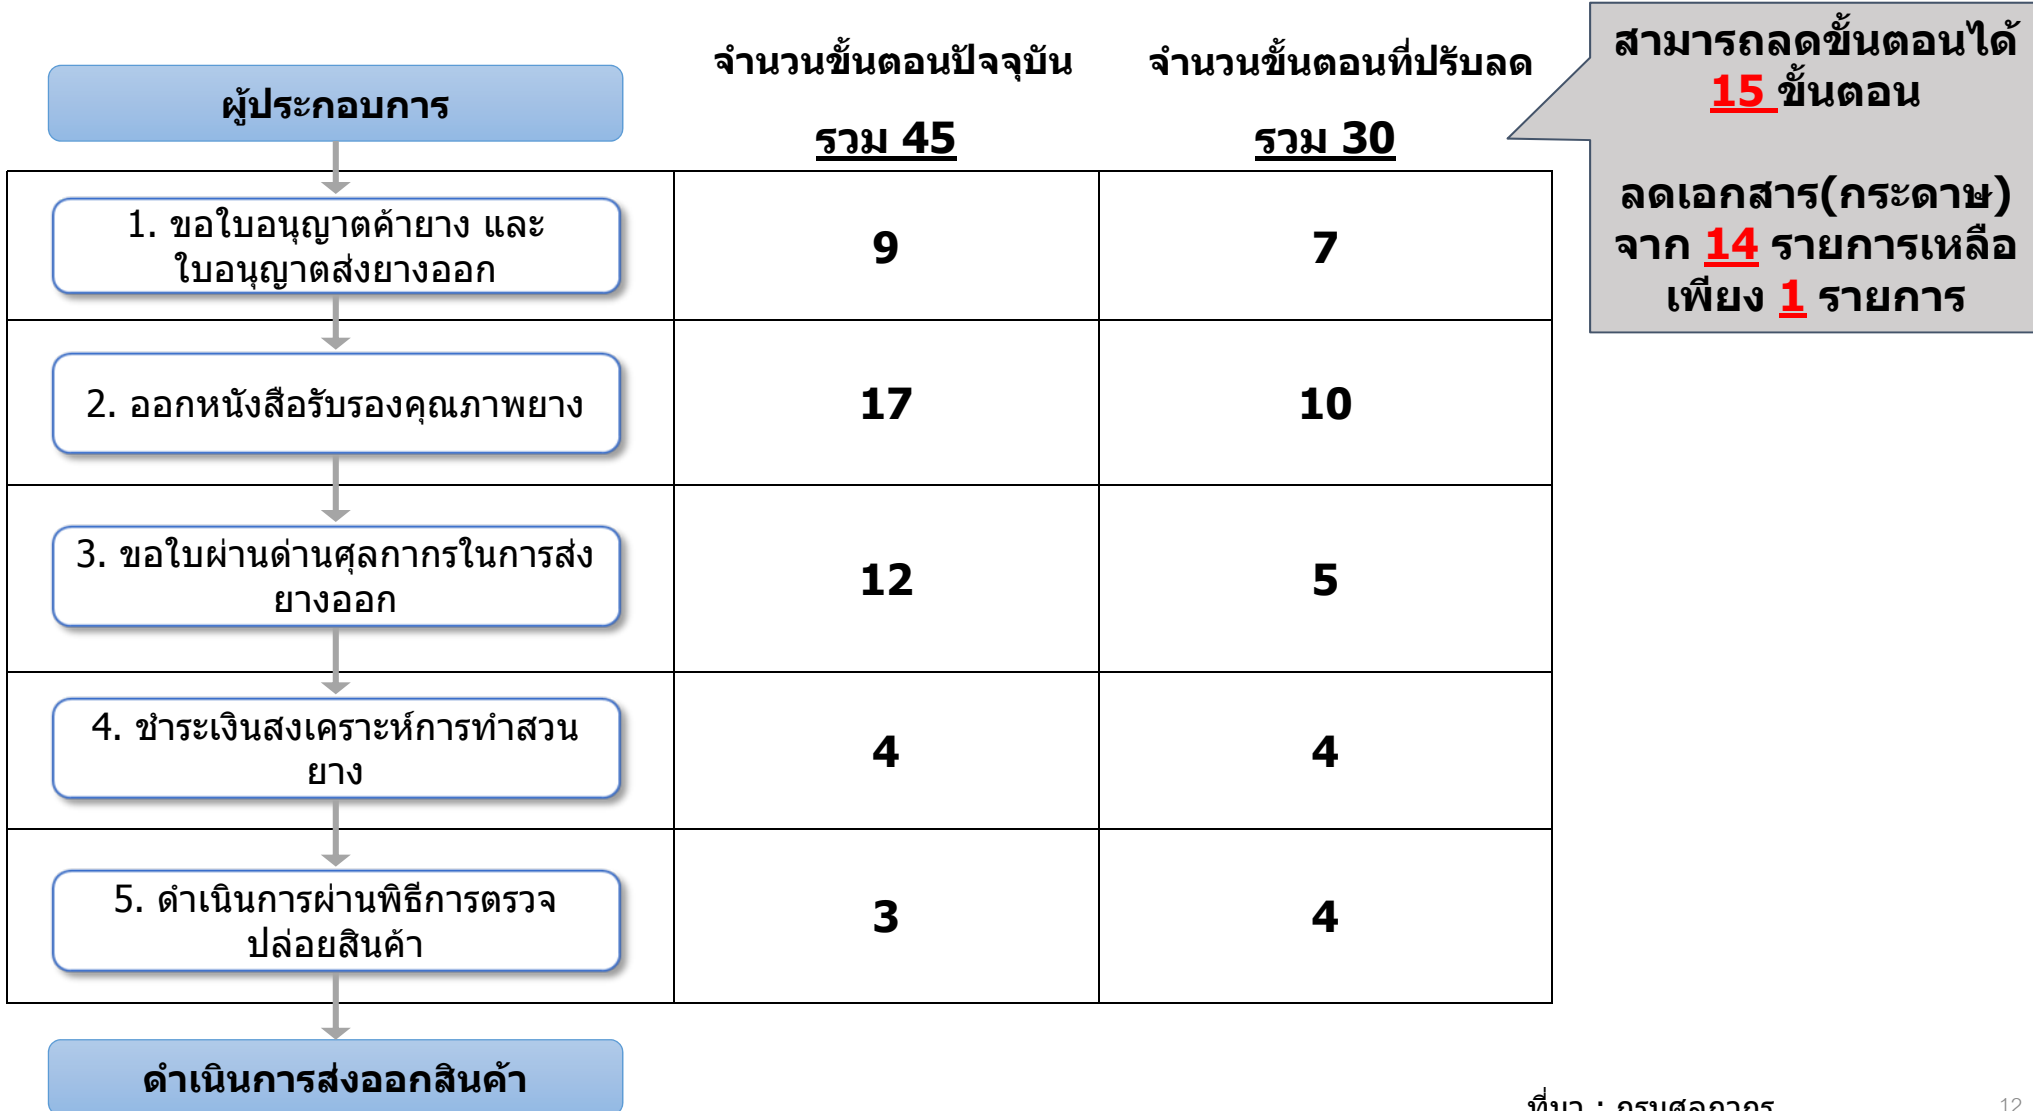 จำนวนขั้นตอนปัจจุบัน
จำนวนขั้นตอนที่ปรับลด
รวม 45
รวม 30
สามารถลดขั้นตอนได้
15 ขั้นตอน
ลดเอกสาร(กระดาษ)
จาก 14 รายการเหลือ
เพียง 1 รายการ
ผู้ประกอบการ
1. ขอใบอนุญาตค้ายาง และ
ใบอนุญาตส่งยางออก
9
7
2. ออกหนังสือรับรองคุณภาพยาง
17
10
3. ขอใบผ่านด่านศุลกากรในการส่ง
ยางออก
12
5
4. ชำระเงินสงเคราะห์การทำสวน
ยาง
4
4
5. ดำเนินการผ่านพิธีการตรวจ
ปล่อยสินค้า
3
4
ดำเนินการส่งออกสินค้า
ที่มา : กรมศุลกากร
12